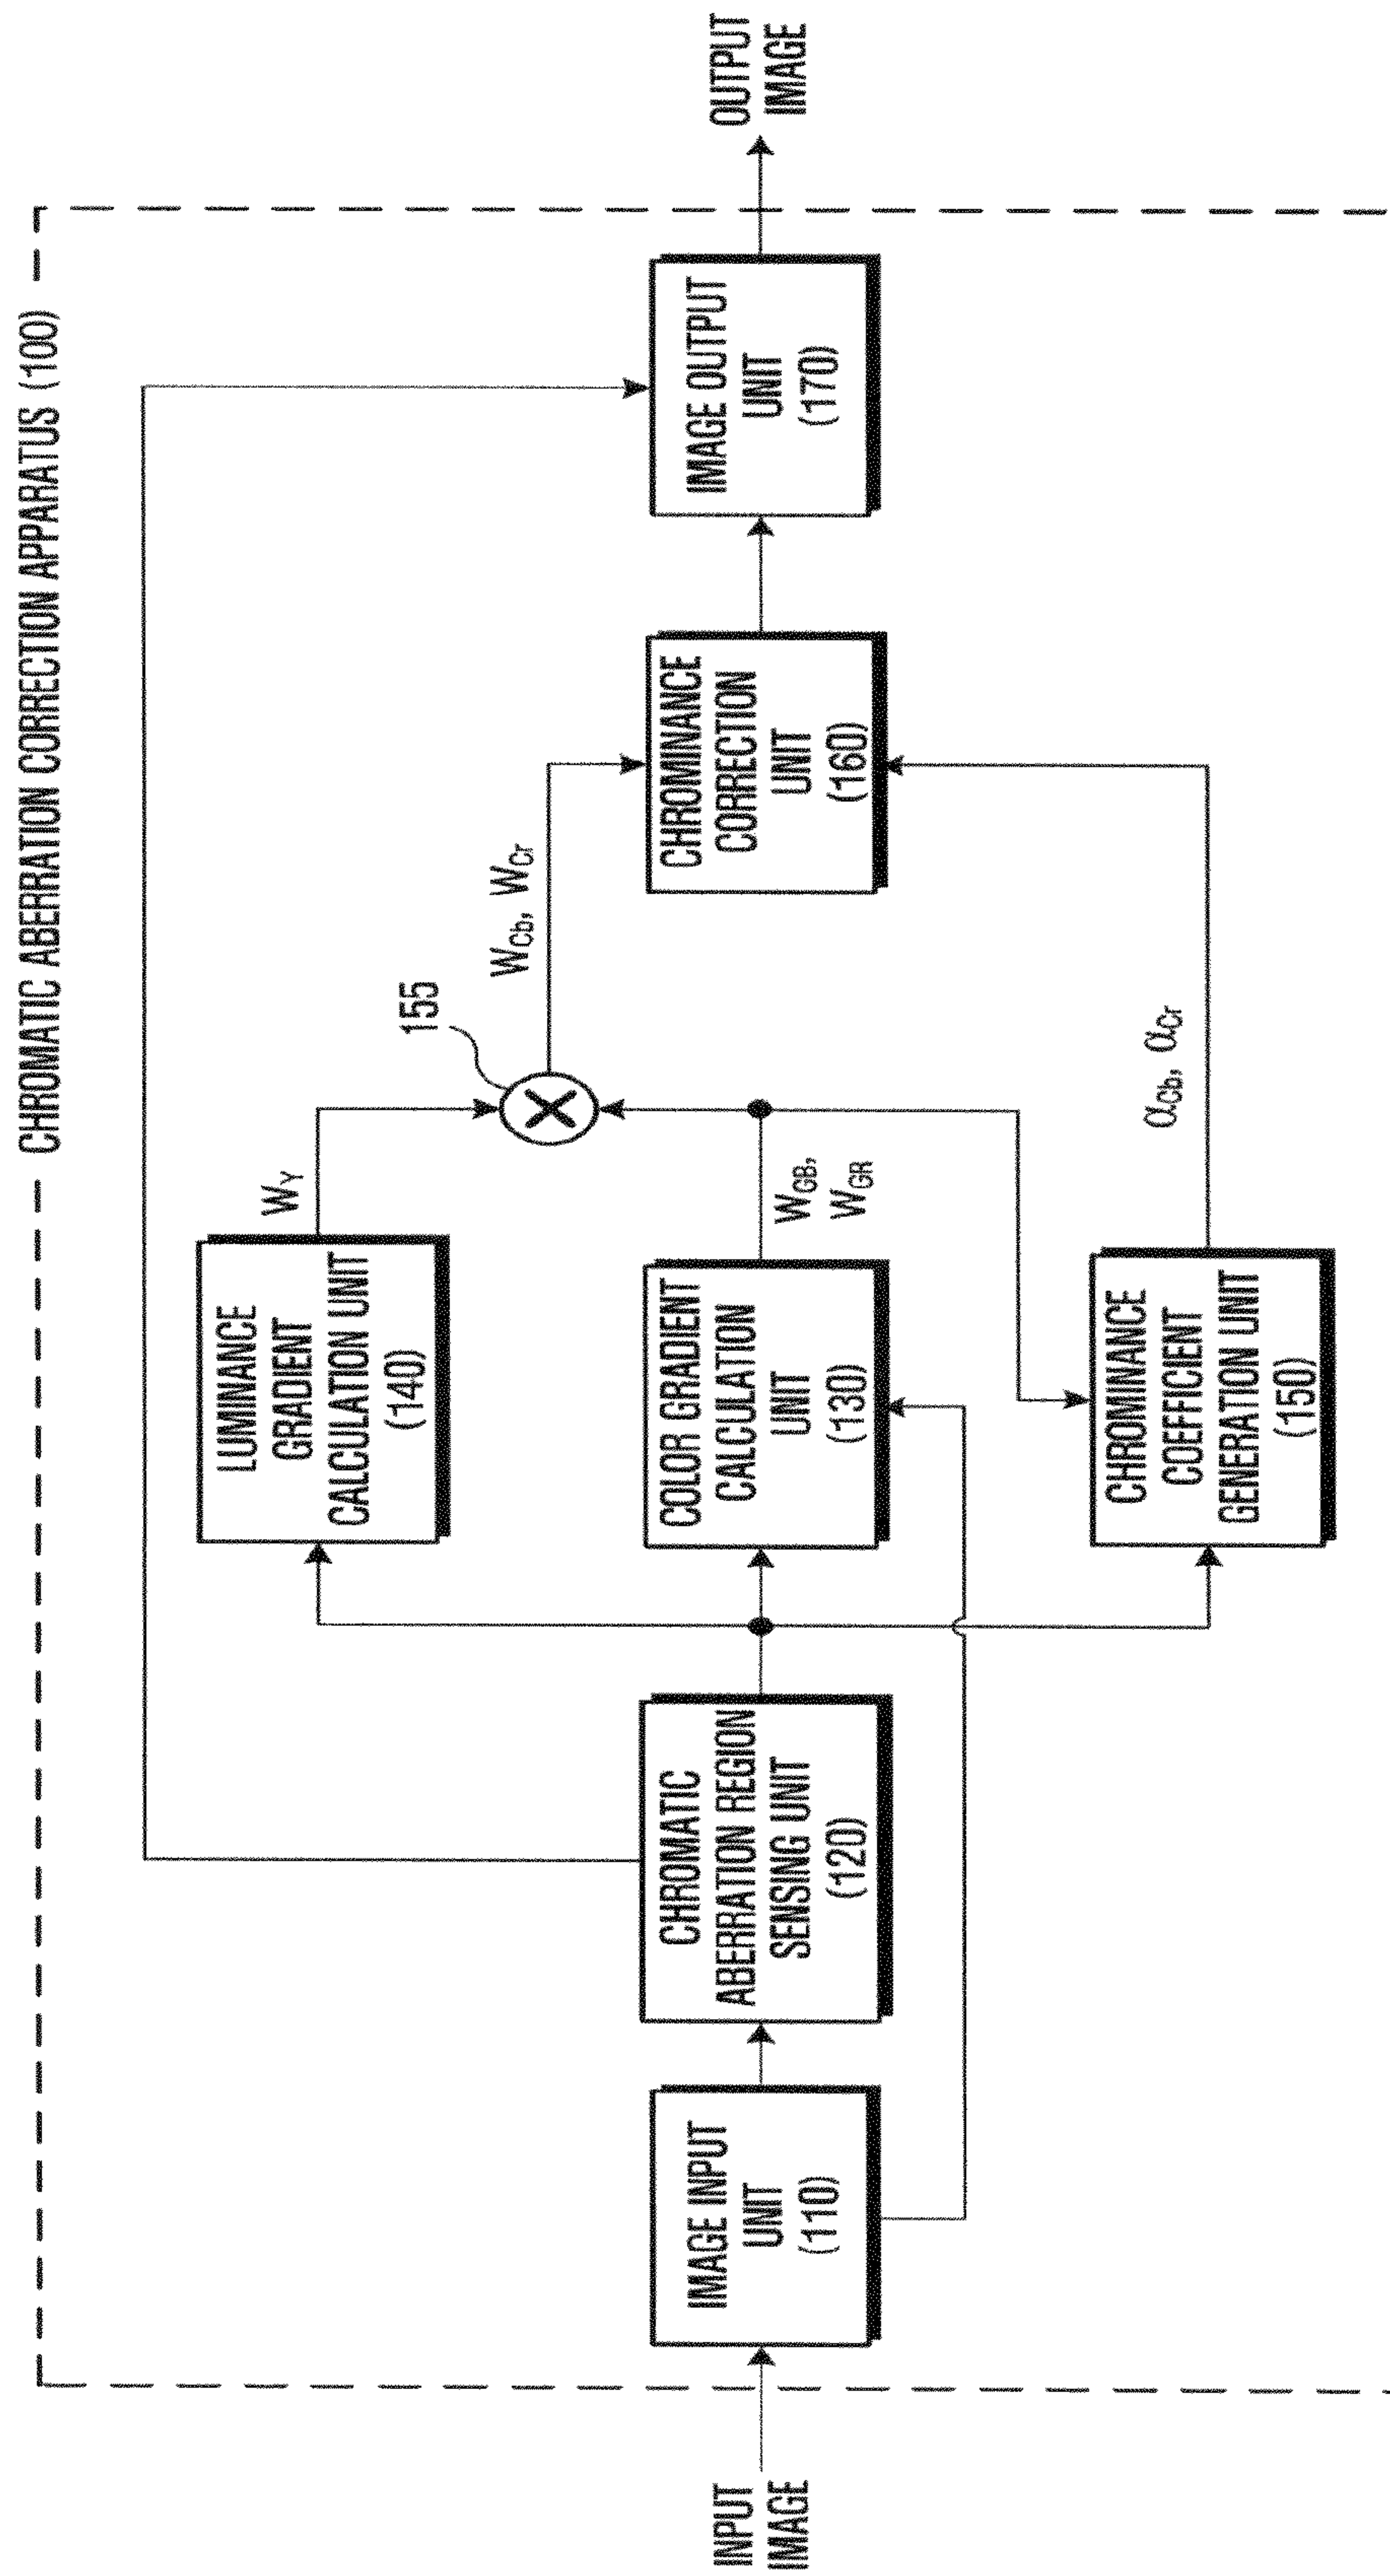 CHROMATIC ABERRATION CORRECTION APPARATUS (100)
INPUT
IMAGE
IMAGE INPUT
UNIT
(110)
CHROMATIC
ABERRATION REGION
SENSING UNIT
(120)
LUMINANCE
GRADIENT
CALCULATION UNIT
(140)
COLOR GRADIENT
CALCULATION
UNIT
(130)
CHROMINANCE
COEFFICIENT
GENERATION UNIT
(150)
WY
WGB,
WGR
155
WCb, WCr
αCb, αCr
CHROMINANCE
CORRECTION
UNIT
(160)
IMAGE OUTPUT
UNIT
(170)
OUTPUT
IMAGE